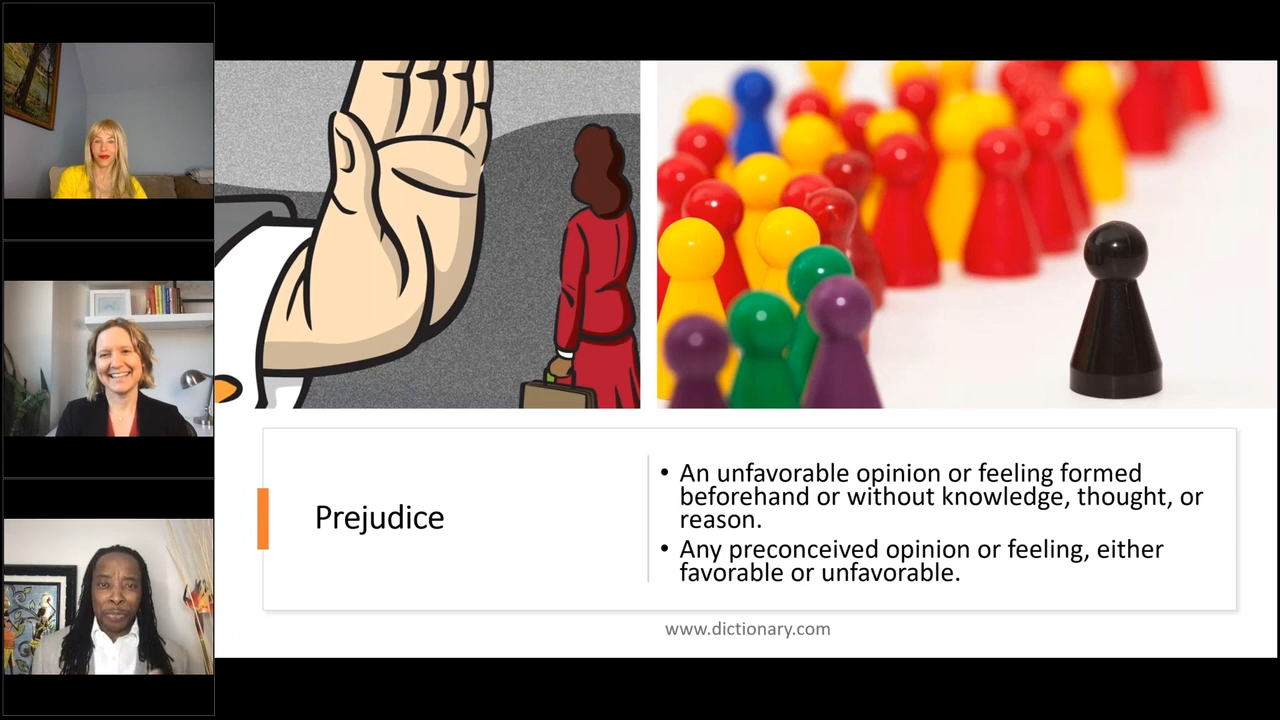 Prejudice
• An unfavorable opinion or feeling formed
beforehand or without knowledge, thought, or
reason.
• Any preconceived opinion or feeling, either
favorable or unfavorable.
www.dictionary.com